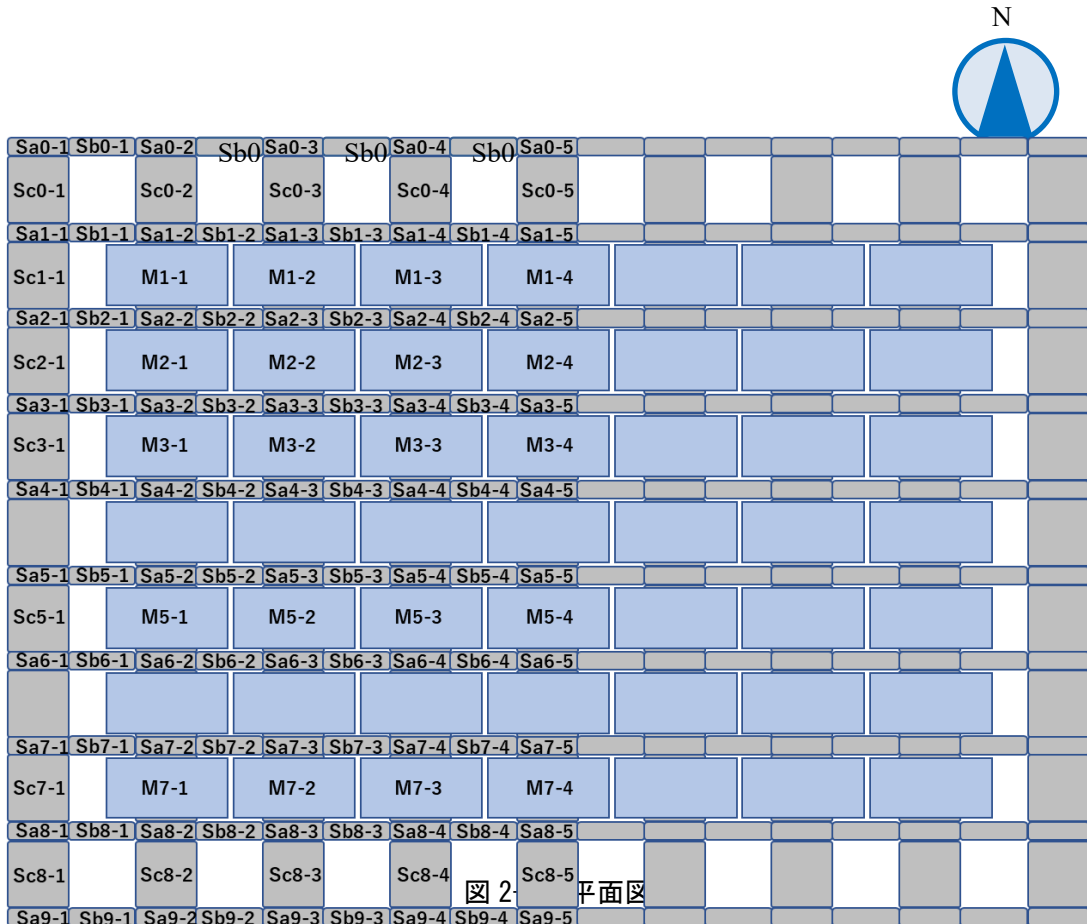 N
Sa0-1 Sb0-1 Sa0-2 Sb0 Sa0-3 Sb0 Sa0-4 Sb0 Sa0-5
Sc0-1 Sc0-2 Sc0-3 Sc0-4 Sc0-5
Sa1-1 Sb1-1 Sa1-2 Sb1-2 Sa1-3 Sb1-3 Sa1-4 Sb1-4 Sa1-5
Sc1-1 M1-1 M1-2 M1-3 M1-4
Sa2-1 Sb2-1 Sa2-2 Sb2-2 Sa2-3 Sb2-3 Sa2-4 Sb2-4 Sa2-5
Sc2-1 M2-1 M2-2 M2-3 M2-4
Sa3-1 Sb3-1 Sa3-2 Sb3-2 Sa3-3 Sb3-3 Sa3-4 Sb3-4 Sa3-5
Sc3-1 M3-1 M3-2 M3-3 M3-4
Sa4-1 Sb4-1 Sa4-2 Sb4-2 Sa4-3 Sb4-3 Sa4-4 Sb4-4 Sa4-5
Sa5-1 Sb5-1 Sa5-2 Sb5-2 Sa5-3 Sb5-3 Sa5-4 Sb5-4 Sa5-5
Sc5-1 M5-1 M5-2 M5-3 M5-4
Sa6-1 Sb6-1 Sa6-2 Sb6-2 Sa6-3 Sb6-3 Sa6-4 Sb6-4 Sa6-5
Sa7-1 Sb7-1 Sa7-2 Sb7-2 Sa7-3 Sb7-3 Sa7-4 Sb7-4 Sa7-5
Sc7-1 M7-1 M7-2 M7-3 M7-4
Sa8-1 Sb8-1 Sa8-2 Sb8-2 Sa8-3 Sb8-3 Sa8-4 Sb8-4 Sa8-5
Sc8-1 Sc8-2 Sc8-3 Sc8-4 Sc8-5
図 2- 平面図
Sa9-1 Sb9-1 Sa9-2 Sb9-2 Sa9-3 Sb9-3 Sa9-4 Sb9-4 Sa9-5